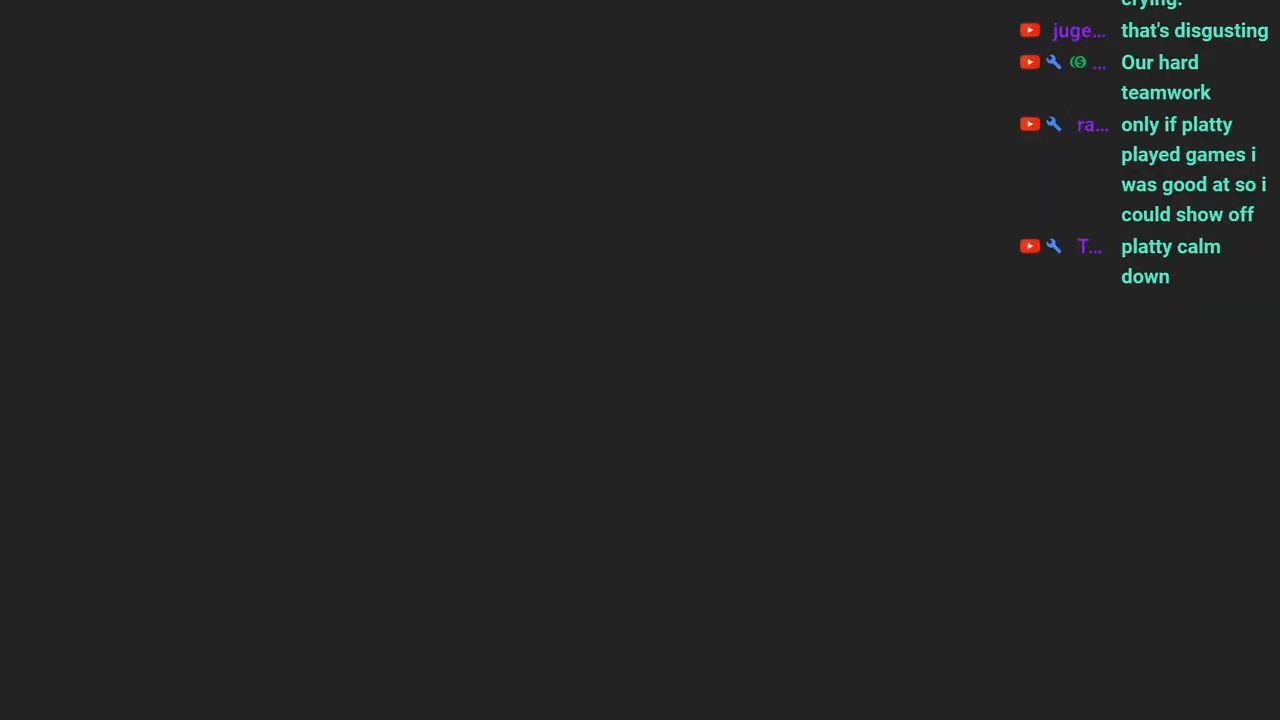 crying.
juge... that's disgusting
... Our hard
teamwork
ra... only if platty
played games i
was good at so i
could show off
T... platty calm
down